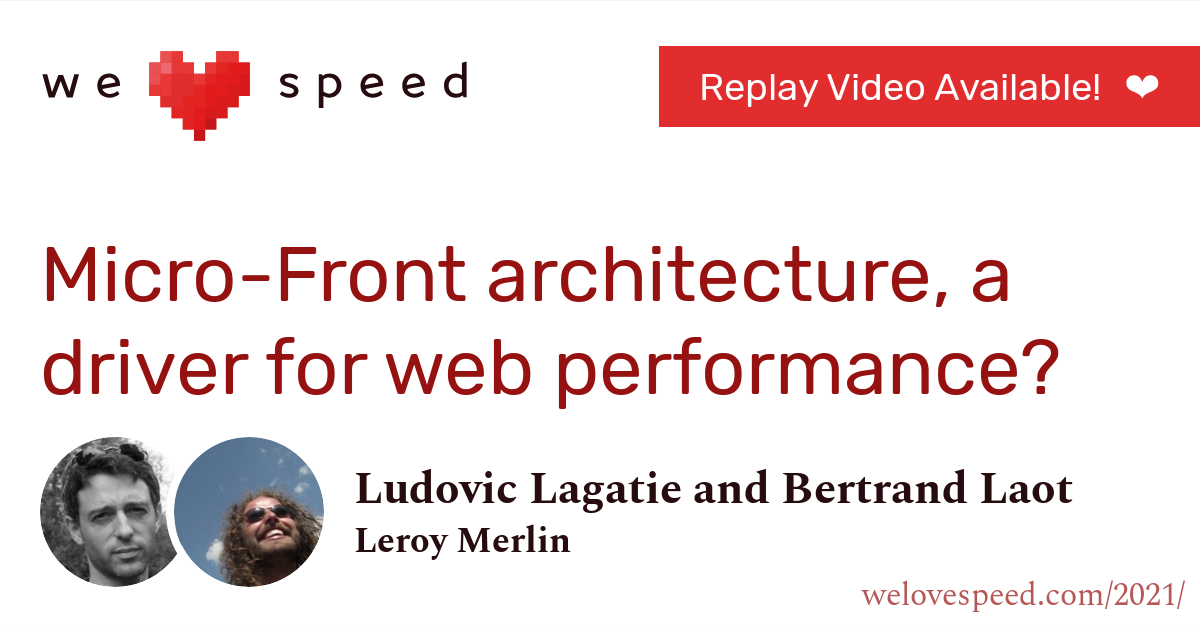 we ❤ speed
Replay Video Available! ❤
Micro-Front architecture, a
driver for web performance?
Ludovic Lagatie and Bertrand Laot
Leroy Merlin
welovespeed.com/2021/